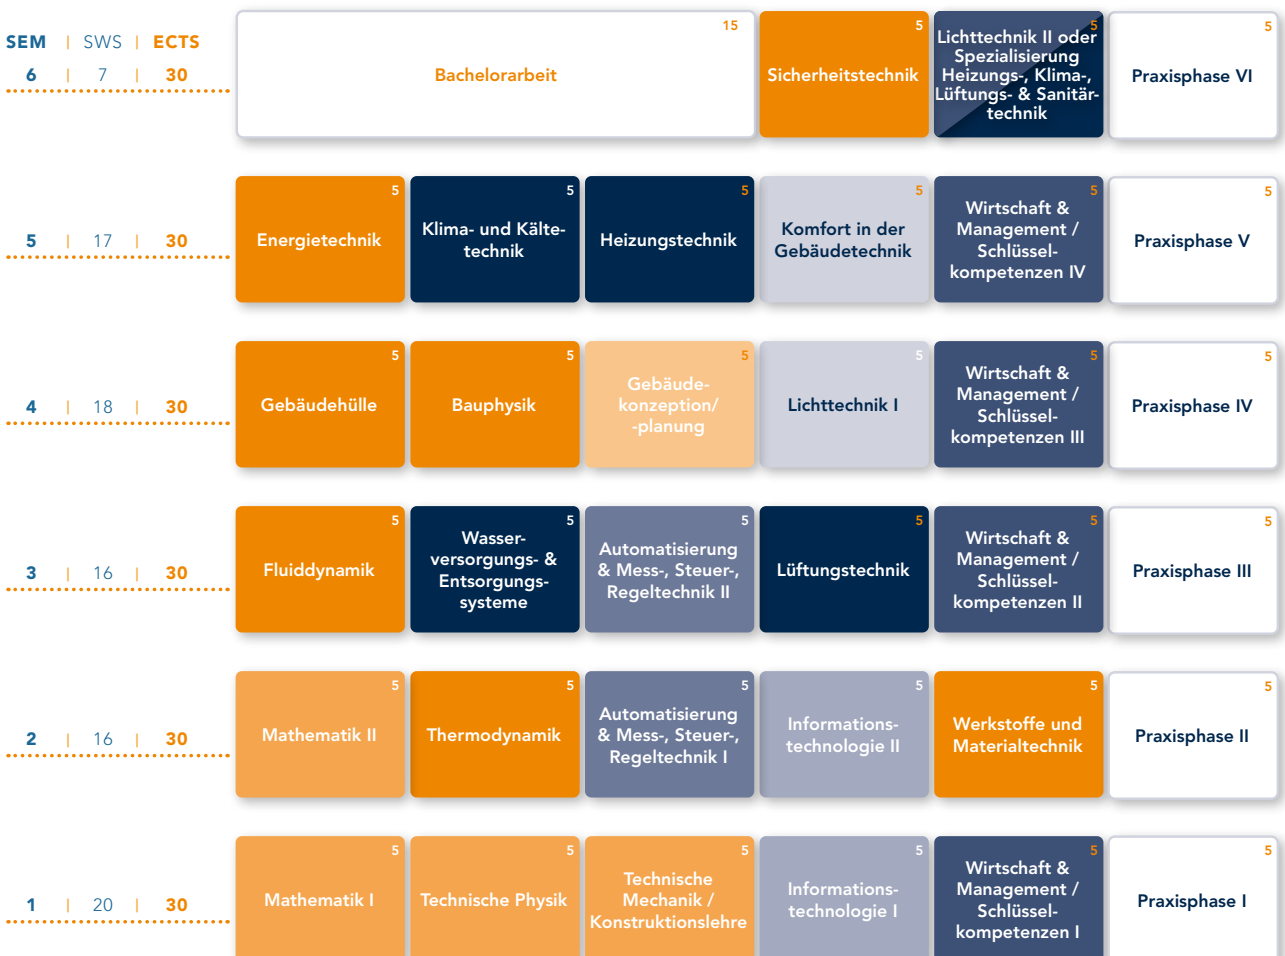 SEM | SWS | ECTS
6 | 7 | 30
15
Bachelorarbeit
5
Sicherheitstechnik
5
Lichttechnik II oder
Spezialisierung
Heizungs-, Klima-,
Lüftungs- & Sanitär-
technik
5
Praxisphase VI
5 | 17 | 30
5
Energietechnik
5
Klima- und Kälte-
technik
5
Heizungstechnik
5
Komfort in der
Gebäudetechnik
5
Wirtschaft &
Management /
Schlüssel-
kompetenzen IV
5
Praxisphase V
4 | 18 | 30
5
Gebäudehülle
5
Bauphysik
5
Gebäude-
konzeption/
-planung
5
Lichttechnik I
5
Wirtschaft &
Management /
Schlüssel-
kompetenzen III
5
Praxisphase IV
3 | 16 | 30
5
Fluiddynamik
5
Wasser-
versorgungs- &
Entsorgungs-
systeme
5
Automatisierung
& Mess-, Steuer-,
Regeltechnik II
5
Lüftungstechnik
5
Wirtschaft &
Management /
Schlüssel-
kompetenzen II
5
Praxisphase III
2 | 16 | 30
5
Mathematik II
5
Thermodynamik
5
Automatisierung
& Mess-, Steuer-,
Regeltechnik I
5
Informations-
technologie II
5
Werkstoffe und
Materialtechnik
5
Praxisphase II
1 | 20 | 30
5
Mathematik I
5
Technische Physik
5
Technische
Mechanik /
Konstruktionslehre
5
Informations-
technologie I
5
Wirtschaft &
Management /
Schlüssel-
kompetenzen I
5
Praxisphase I